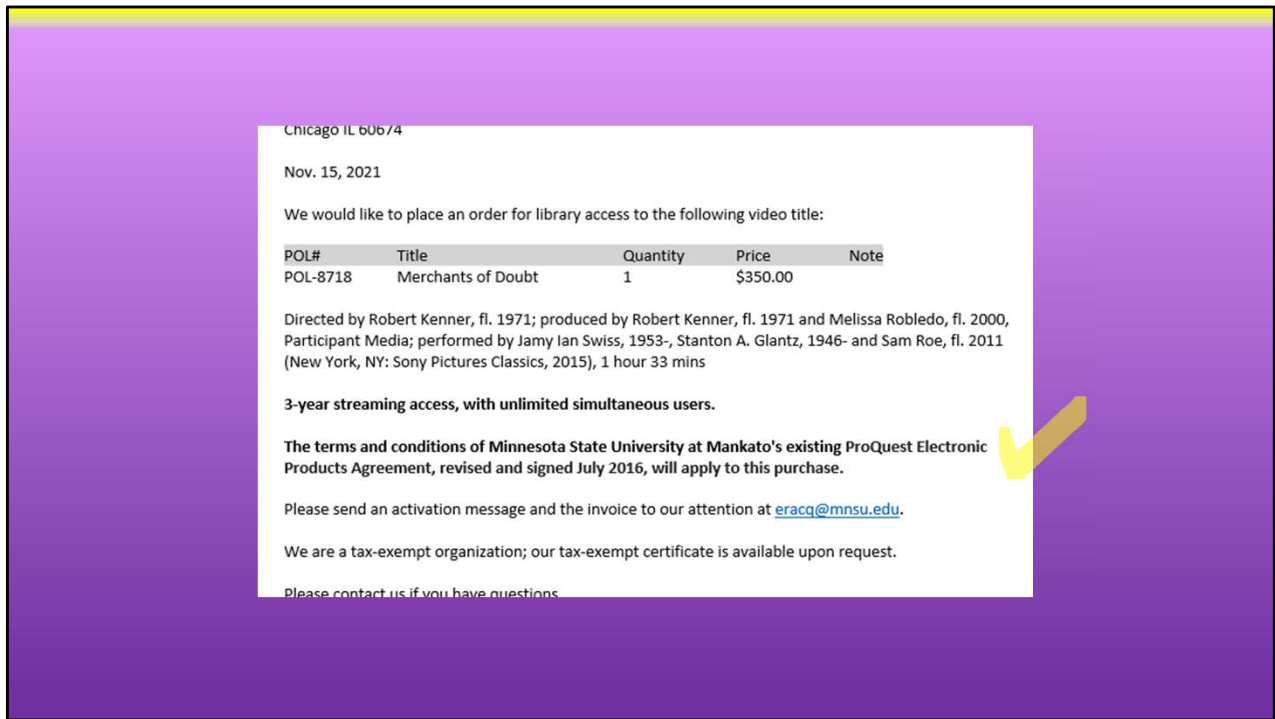 Chicago IL 60674
Nov. 15, 2021
We would like to place an order for library access to the following video title:
POL# Title Quantity Price Note
POL-8718 Merchants of Doubt 1 $350.00
Directed by Robert Kenner, fl. 1971; produced by Robert Kenner, fl. 1971 and Melissa Robledo, fl. 2000,
Participant Media; performed by Jamy Ian Swiss, 1953-, Stanton A. Glantz, 1946- and Sam Roe, fl. 2011
(New York, NY: Sony Pictures Classics, 2015), 1 hour 33 mins
3-year streaming access, with unlimited simultaneous users.
The terms and conditions of Minnesota State University at Mankato's existing ProQuest Electronic
Products Agreement, revised and signed July 2016, will apply to this purchase.
Please send an activation message and the invoice to our attention at eracq@mnsu.edu.
We are a tax-exempt organization; our tax-exempt certificate is available upon request.
Please contact us if you have questions